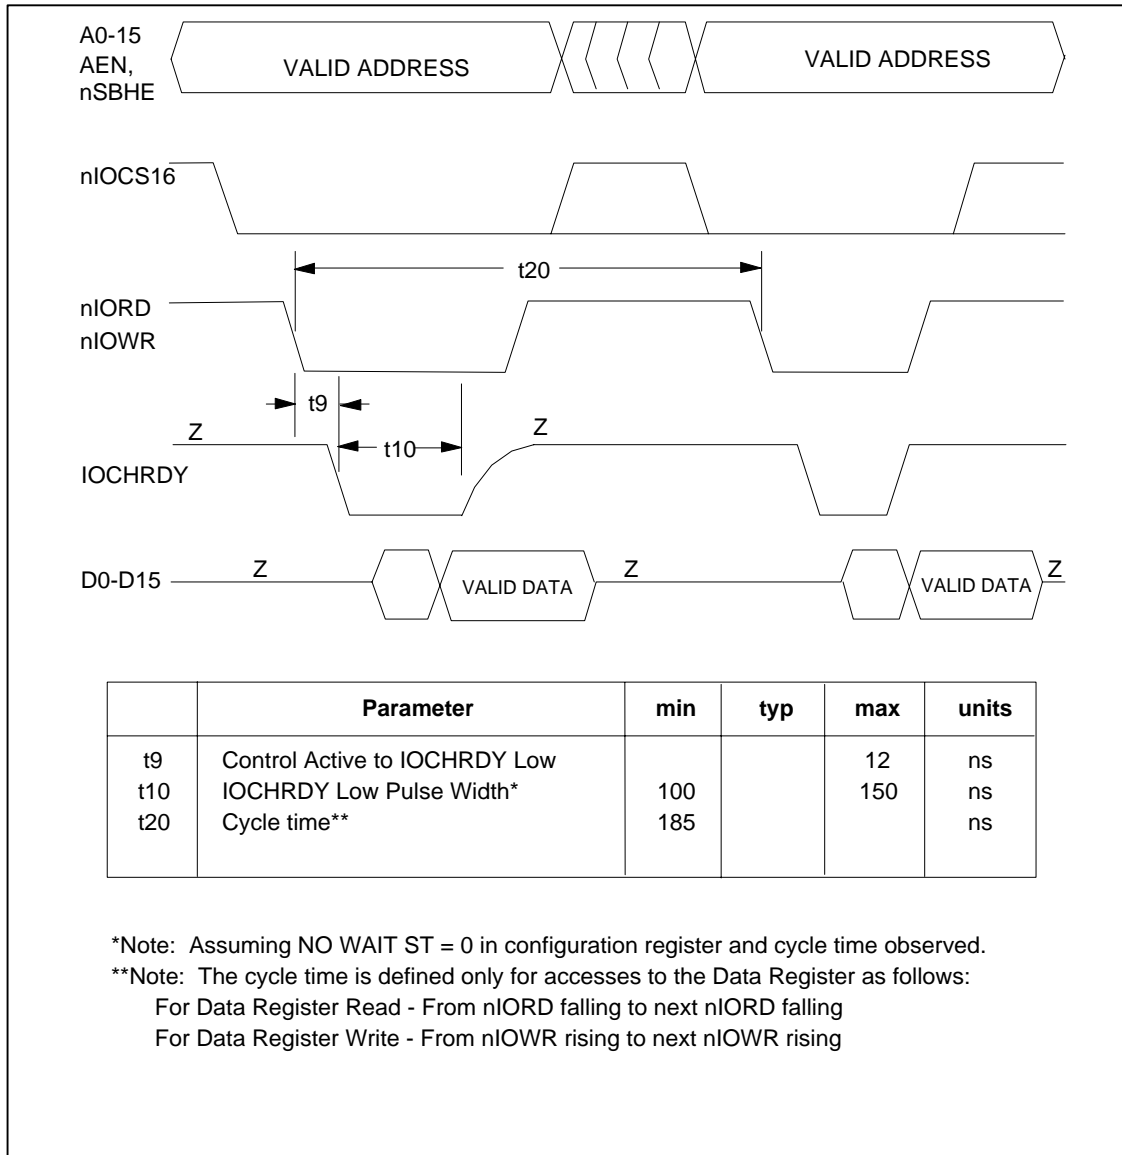 A0-15
AEN,
nSBHE
VALID ADDRESS
VALID ADDRESS
nIOCS16
t20
nIORD
nIOWR
t9
Z
t10
Z
IOCHRDY
D0-D15
Z
VALID DATA
Z
VALID DATA
Z
Parameter min typ max units
t9 Control Active to IOCHRDY Low 12 ns
t10 IOCHRDY Low Pulse Width* 100 150 ns
t20 Cycle time** 185 ns
*Note: Assuming NO WAIT ST = 0 in configuration register and cycle time observed.
**Note: The cycle time is defined only for accesses to the Data Register as follows:
For Data Register Read - From nIORD falling to next nIORD falling
For Data Register Write - From nIOWR rising to next nIOWR rising